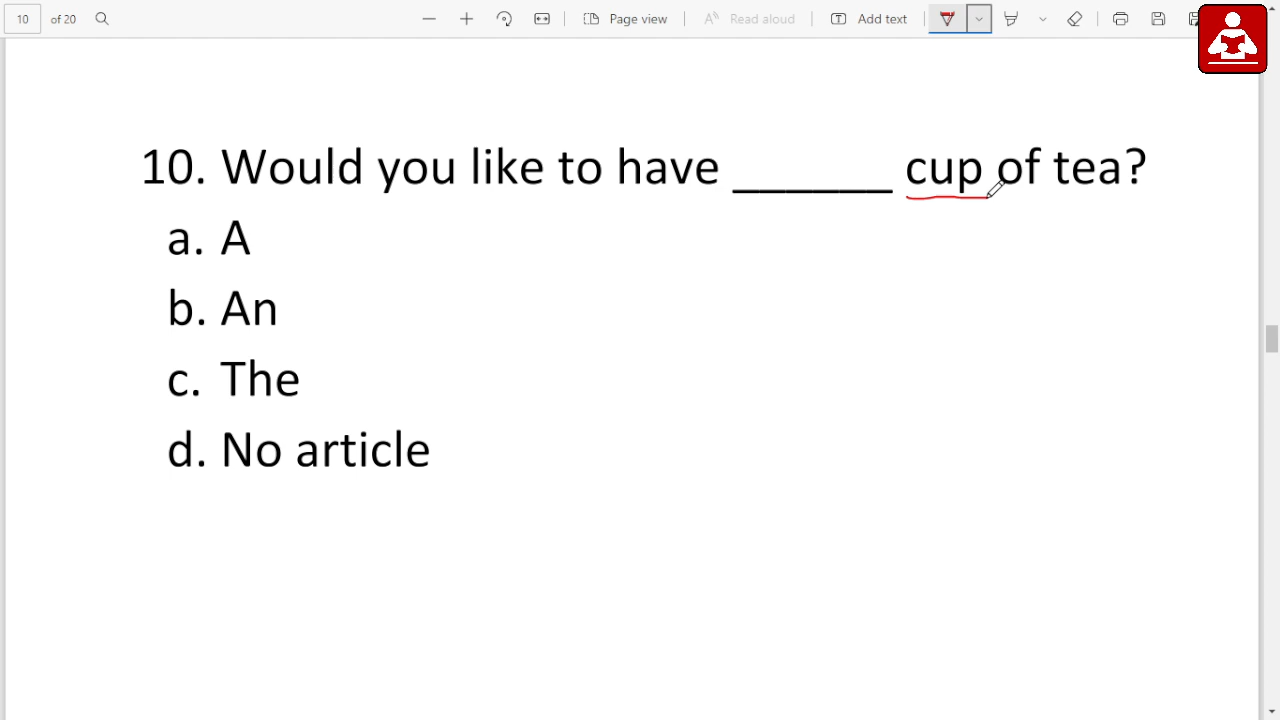 10 of 20 Page view Read aloud Add text
10. Would you like to have ______ cup of tea?
a. A
b. An
c. The
d. No article